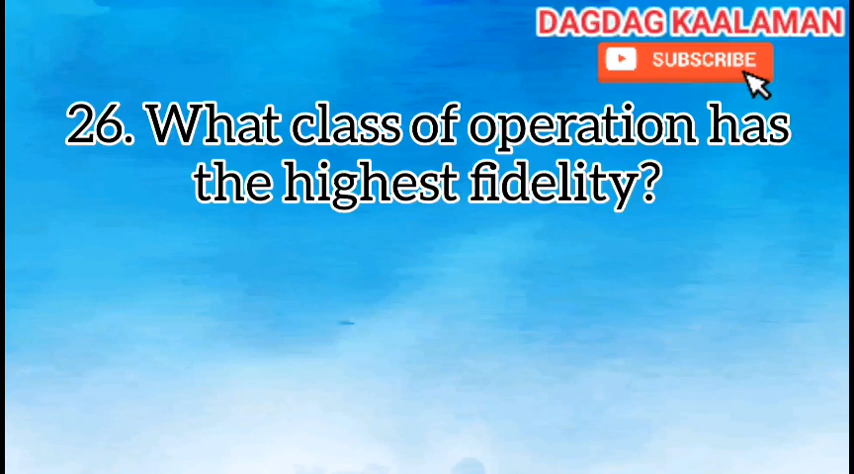 DAGDAG KAALAMAN
SUBSCRIBE
26. What class of operation has
the highest fidelity?